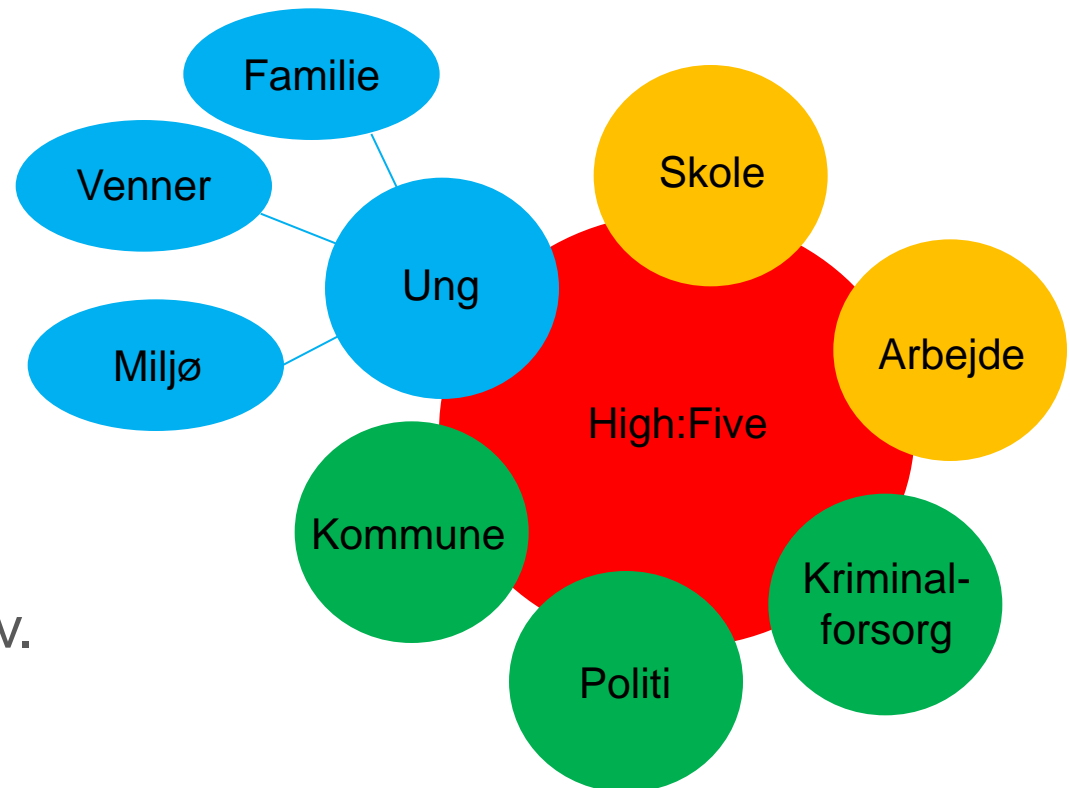 Familie
Venner
Skole
Ung
Arbejde
Miljø
High:Five
Kommune
Kriminal-
forsorg
v.
Politi